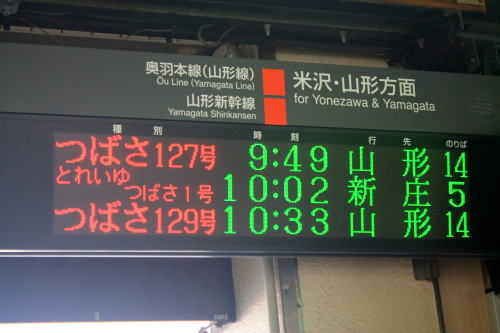 奥羽本線(山形線)
Ōu Line (Yamagata Line)
山形新幹線
Yamagata Shinkansen
米沢・山形方面
for Yonezawa & Yamagata
種別 時刻 行先 のりば
つばさ127号 9:49 山形 14
とれいゆ
つばさ1号 10:02 新庄 5
つばさ129号 10:33 山形 14